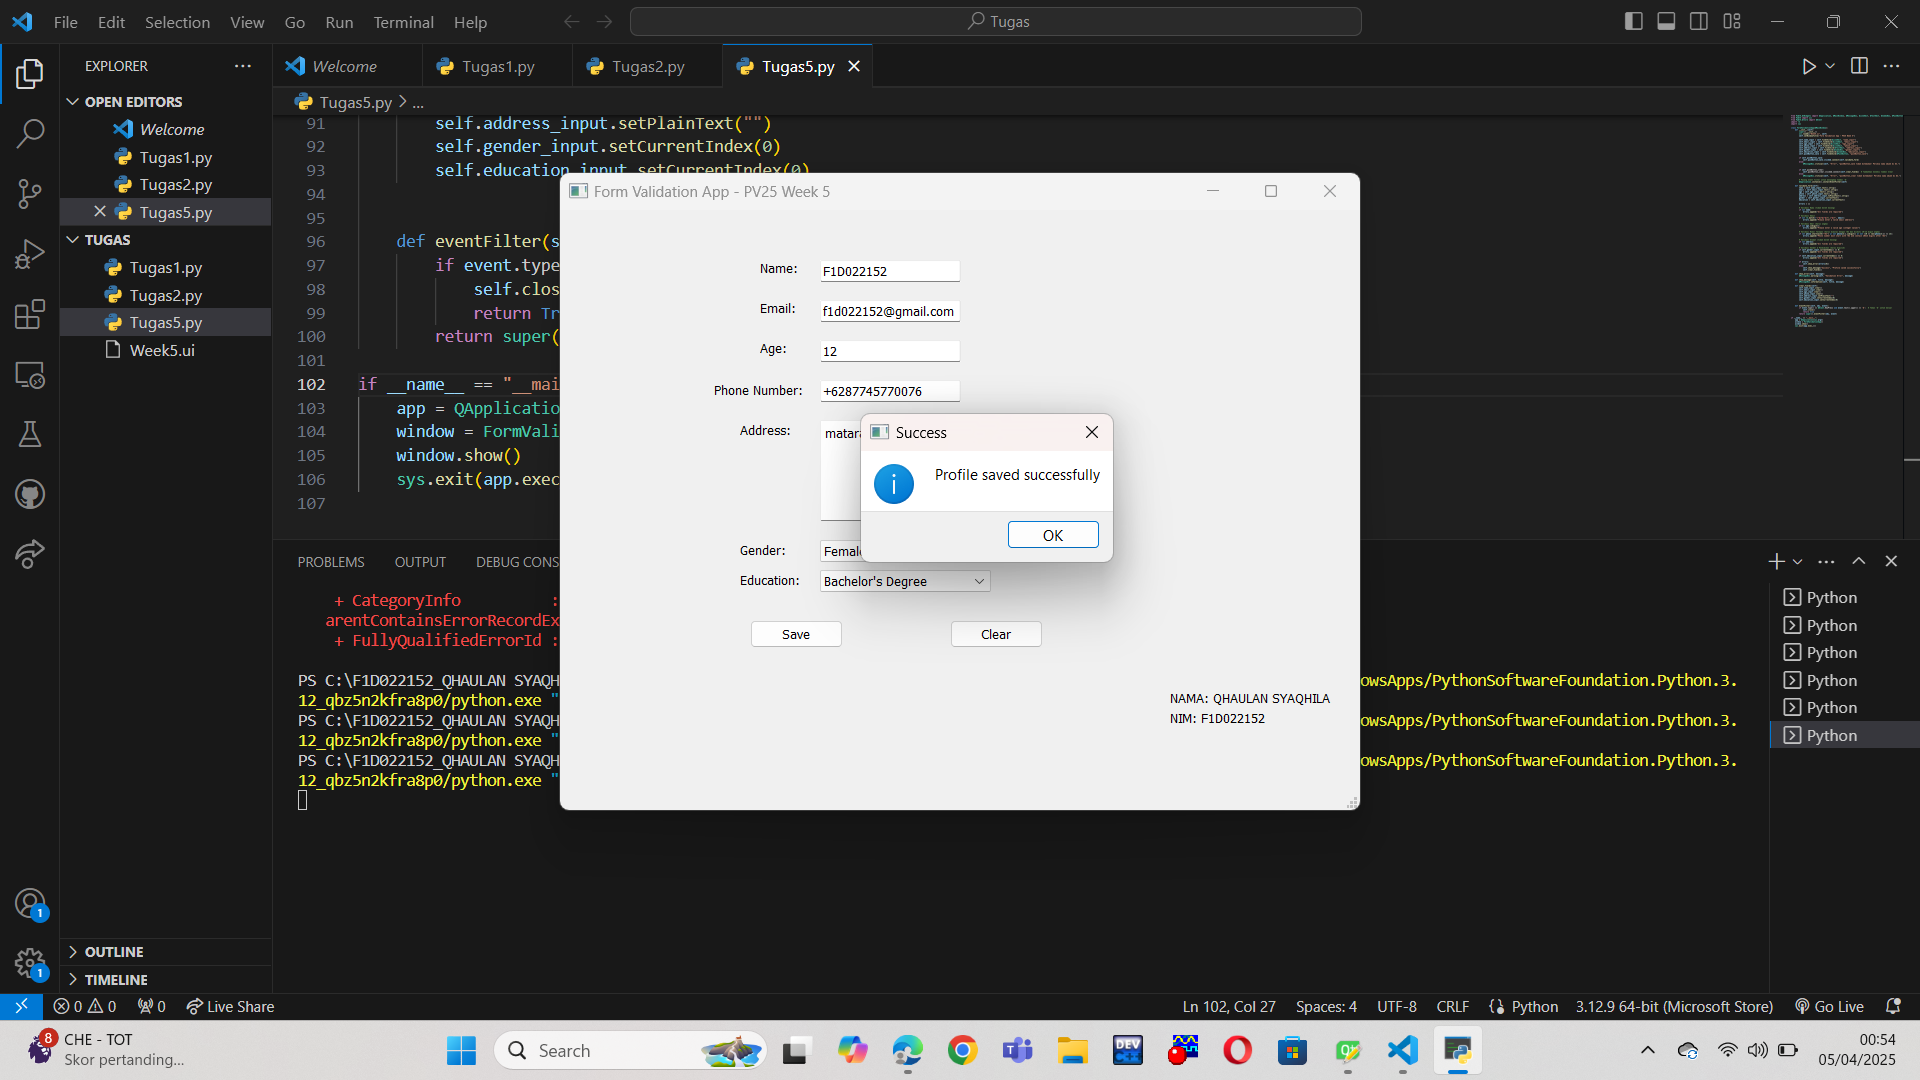 File Edit Selection View Go Run Terminal Help
Tugas
EXPLORER
Welcome Tugas1.py Tugas2.py Tugas5.py
OPEN EDITORS
Welcome
Tugas1.py
Tugas2.py
Tugas5.py
TUGAS
Tugas1.py
Tugas2.py
Tugas5.py
Week5.ui
OUTLINE
TIMELINE
Tugas5.py > ...
91 self.address_input.setPlainText("")
92 self.gender_input.setCurrentIndex(0)
93 self.education_input.setCurrentIndex(0)
94
95
96 def eventFilter(s
97 if event.type
98 self.clos
99 return Tr
100 return super(
101
102 if __name__ == "__mai
103 app = QApplicatio
104 window = FormVali
105 window.show()
106 sys.exit(app.exec
107
Form Validation App - PV25 Week 5
Name: F1D022152
Email: f1d022152@gmail.com
Age: 12
Phone Number: +6287745770076
Address: matara
Gender: Femal
Education: Bachelor's Degree
Save Clear
NAMA: QHAULAN SYAQHILA
NIM: F1D022152
Success
Profile saved successfully
OK
PROBLEMS OUTPUT DEBUG CONS
+ CategoryInfo :
arentContainsErrorRecordEx
+ FullyQualifiedErrorId :
PS C:\F1D022152_QHAULAN SYAQH owsApps/PythonSoftwareFoundation.Python.3.
12_qbz5n2kfra8p0/python.exe "
PS C:\F1D022152_QHAULAN SYAQH owsApps/PythonSoftwareFoundation.Python.3.
12_qbz5n2kfra8p0/python.exe "
PS C:\F1D022152_QHAULAN SYAQH owsApps/PythonSoftwareFoundation.Python.3.
12_qbz5n2kfra8p0/python.exe "
Python
Python
Python
Python
Python
Python
1
1
0 0 0 Live Share Ln 102, Col 27 Spaces: 4 UTF-8 CRLF Python 3.12.9 64-bit (Microsoft Store) Go Live
8
CHE - TOT
Skor pertanding...
Search
DEV
00:54
05/04/2025